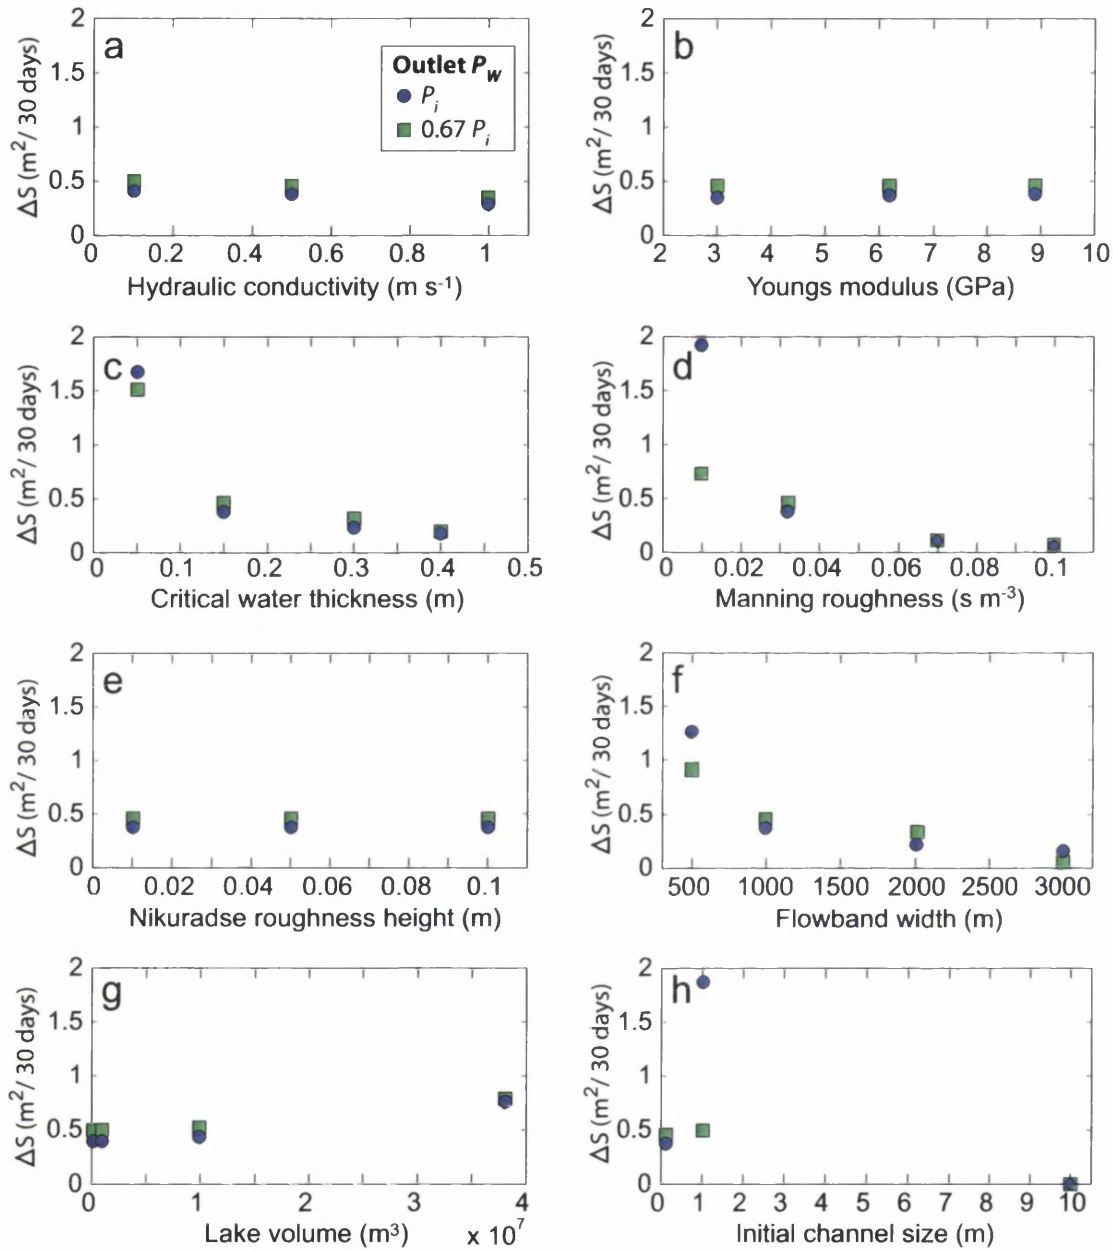 a
Outlet P_W
P_i
0.67 P_i
ΔS (m²/ 30 days)
2
1.5
1
0.5
0
0 0.2 0.4 0.6 0.8 1
Hydraulic conductivity (m s⁻¹)
b
ΔS (m²/ 30 days)
2
1.5
1
0.5
0
2 3 4 5 6 7 8 9 10
Youngs modulus (GPa)
c
ΔS (m²/ 30 days)
2
1.5
1
0.5
0
0 0.1 0.2 0.3 0.4 0.5
Critical water thickness (m)
d
ΔS (m²/ 30 days)
2
1.5
1
0.5
0
0 0.02 0.04 0.06 0.08 0.1
Manning roughness (s m⁻³)
e
ΔS (m²/ 30 days)
2
1.5
1
0.5
0
0 0.02 0.04 0.06 0.08 0.1
Nikuradse roughness height (m)
f
ΔS (m²/ 30 days)
2
1.5
1
0.5
0
500 1000 1500 2000 2500 3000
Flowband width (m)
g
ΔS (m²/ 30 days)
2
1.5
1
0.5
0
0 1 2 3 4
Lake volume (m³) x 10⁷
h
ΔS (m²/ 30 days)
2
1.5
1
0.5
0
0 1 2 3 4 5 6 7 8 9 10
Initial channel size (m)